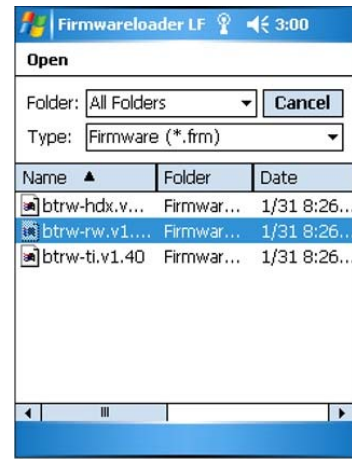 Firmwareloader LF 3:00
Open
Folder: All Folders Cancel
Type: Firmware (*.frm)
Name Folder Date
btrw-hdx.v... Firmwar... 1/31 8:26...
btrw-rw.v1.... Firmwar... 1/31 8:26...
btrw-ti.v1.40 Firmwar... 1/31 8:26...